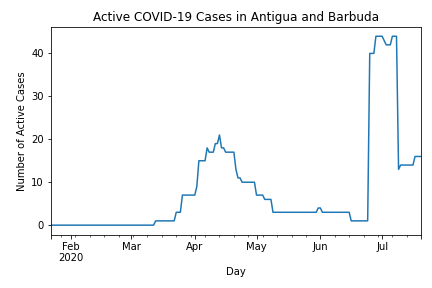 Active COVID-19 Cases in Antigua and Barbuda
Number of Active Cases
40
30
20
10
0
Feb Mar Apr May Jun Jul
2020
Day